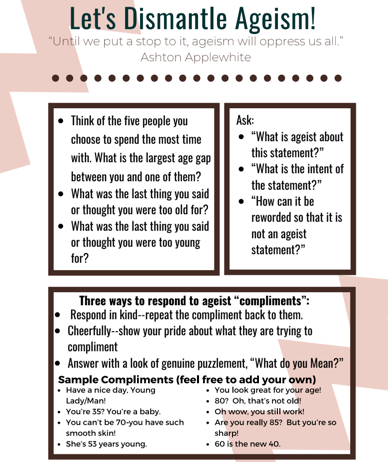 Let's Dismantle Ageism!
“Until we put a stop to it, ageism will oppress us all.”
Ashton Applewhite
• Think of the five people you
choose to spend the most time
with. What is the largest age gap
between you and one of them?
• What was the last thing you said
or thought you were too old for?
• What was the last thing you said
or thought you were too young
for?
Ask:
• “What is ageist about
this statement?”
• “What is the intent of
the statement?”
• “How can it be
reworded so that it is
not an ageist
statement?”
Three ways to respond to ageist “compliments”:
• Respond in kind--repeat the compliment back to them.
• Cheerfully--show your pride about what they are trying to
compliment
• Answer with a look of genuine puzzlement, “What do you Mean?”
Sample Compliments (feel free to add your own)
• Have a nice day, Young
Lady/Man!
• You're 35? You're a baby.
• You can't be 70-you have such
smooth skin!
• She's 53 years young.
• You look great for your age!
• 80? Oh, that's not old!
• Oh wow, you still work!
• Are you really 85? But you're so
sharp!
• 60 is the new 40.